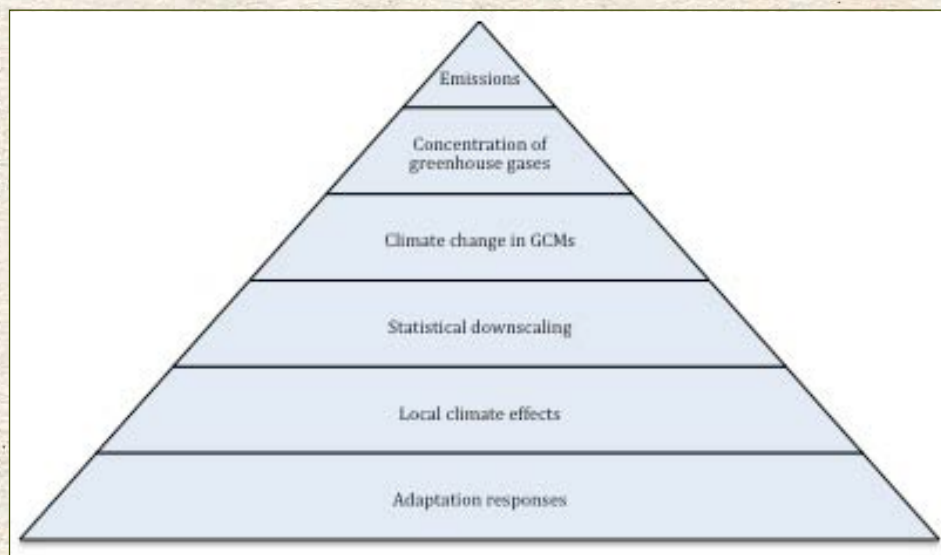 Emissions
Concentration of
greenhouse gases
Climate change in GCMs
Statistical downscaling
Local climate effects
Adaptation responses